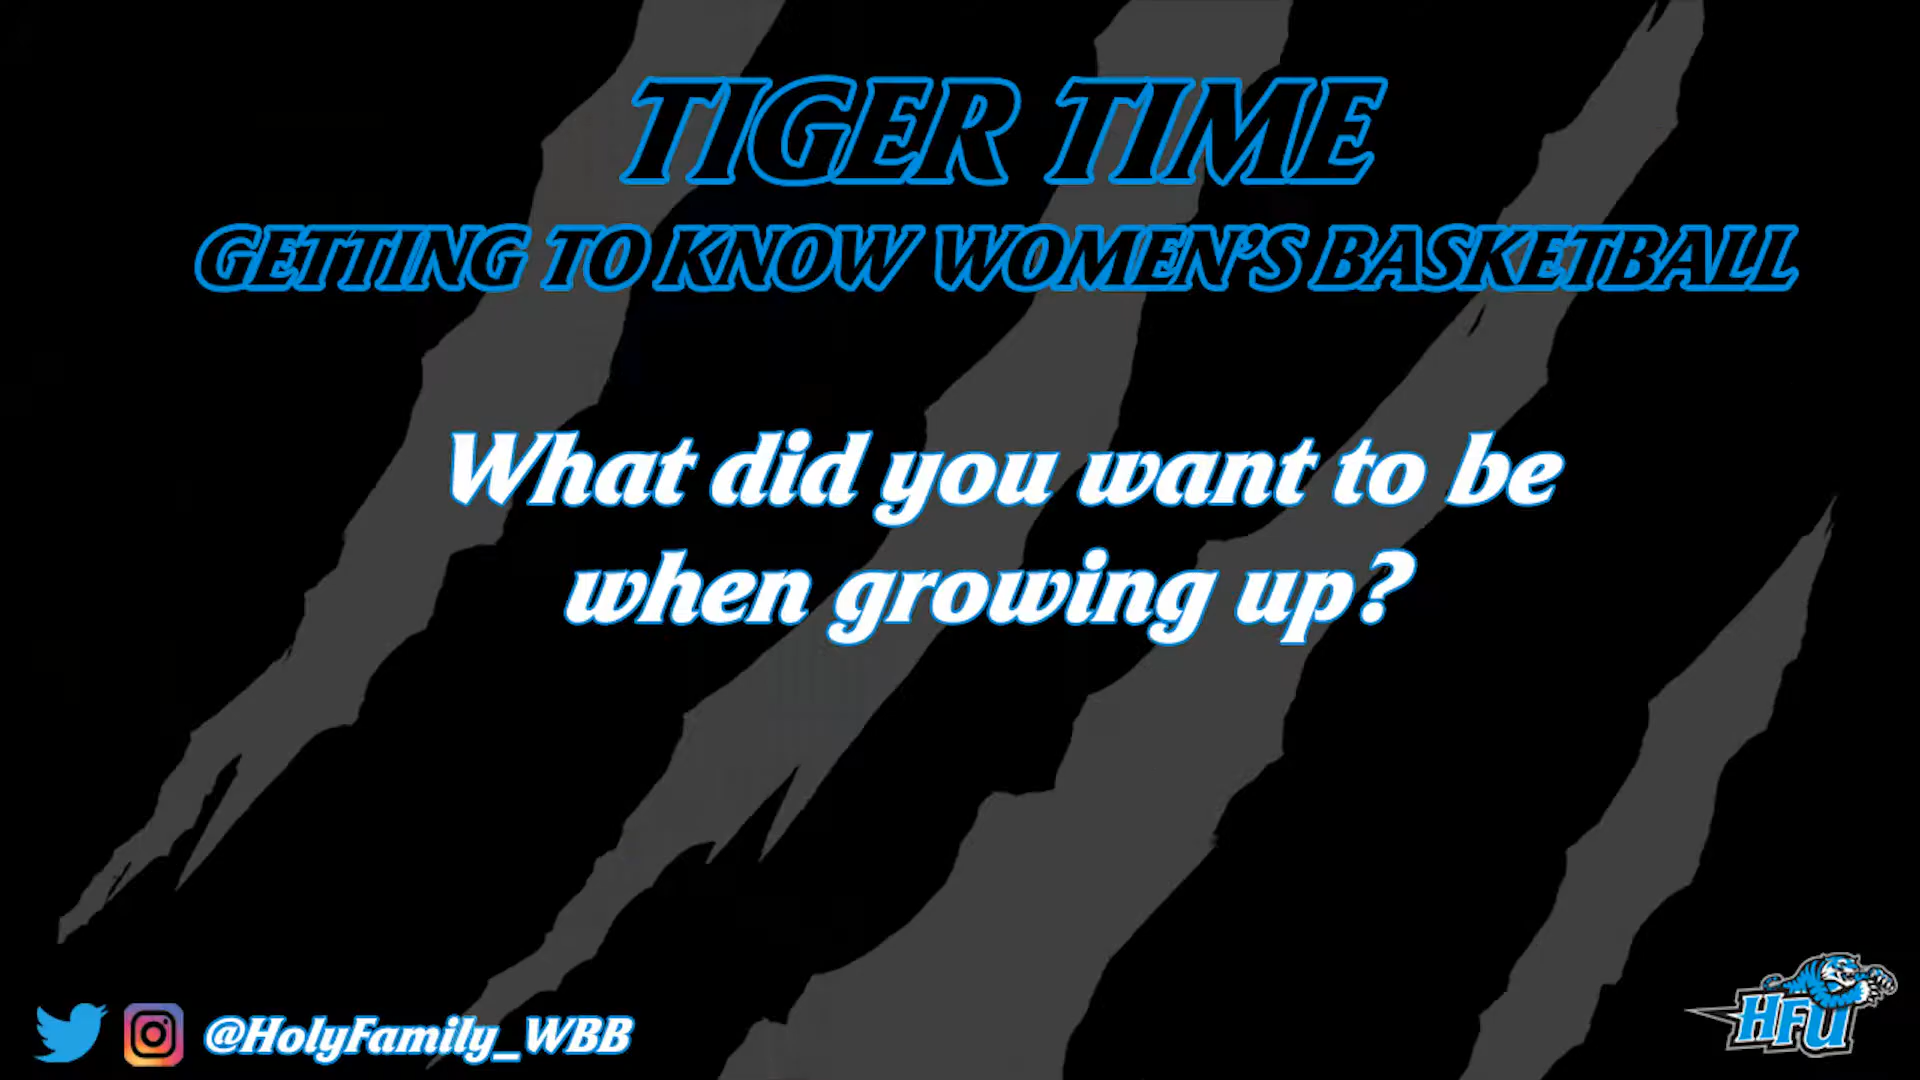 TIGER TIME
GETTING TO KNOW WOMEN'S BASKETBALL
What did you want to be
when growing up?
@HolyFamily_WBB
HFU